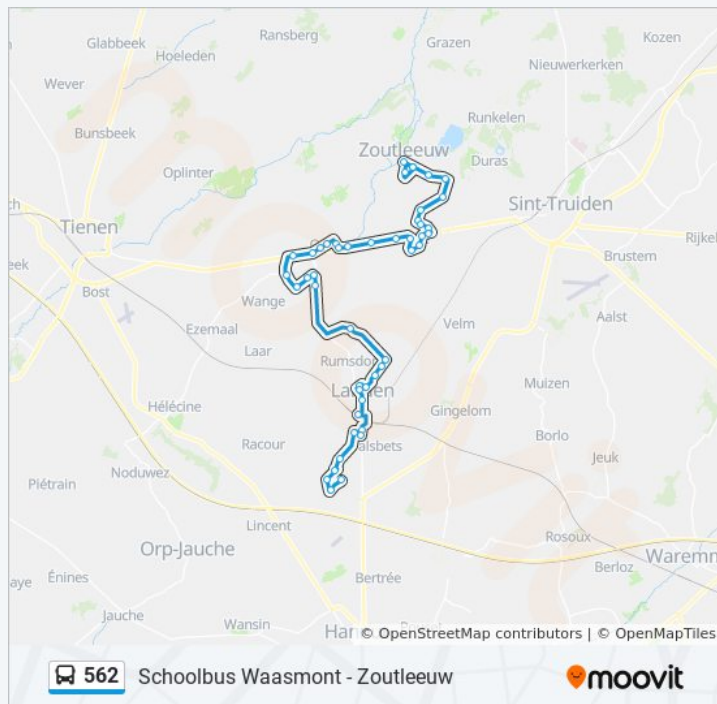 Ransberg
Grazen
Kozen
Glabbeek
Hoeleden
Nieuwerkerken
Wever
Runkelen
Bunsbeek
Zoutleeuw
Duras
Oplinter
Sint-Truiden
Tienen
Rijkel
Brustem
Bost
Wange
Aalst
Ezemaal
Velm
Laar
Rumsdorp
Muizen
Landen
Hélécine
Gingelom
Borlo
Racour
Walsbets
Jeuk
Noduwez
Piétrain
Lincent
Rosoux
Orp-Jauche
Waremme
Berloz
Énines
Bertrée
Jauche
Wansin
© OpenStreetMap contributors | © OpenMapTiles
562 Schoolbus Waasmont - Zoutleeuw
moovit